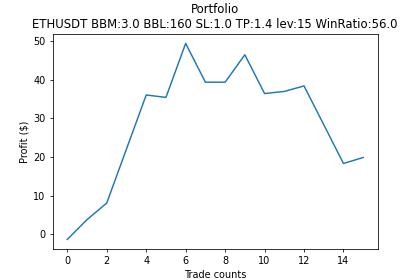 Portfolio
ETHUSDT BBM:3.0 BBL:160 SL:1.0 TP:1.4 lev:15 WinRatio:56.0
50
40
30
20
10
0
Profit ($)
0 2 4 6 8 10 12 14
Trade counts